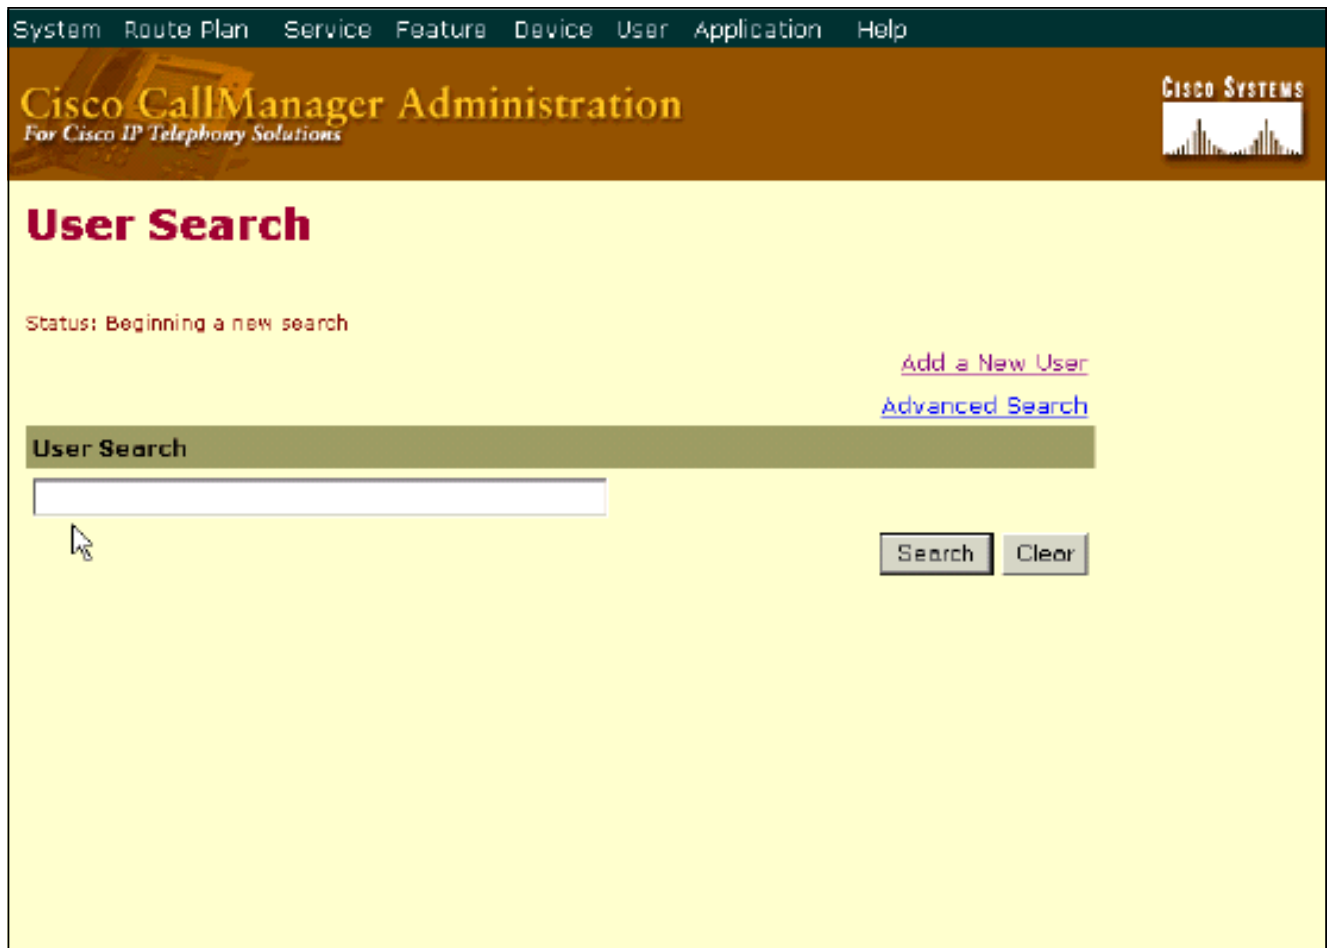 System Route Plan Service Feature Device User Application Help
Cisco CallManager Administration
For Cisco IP Telephony Solutions
CISCO SYSTEMS
User Search
Status: Beginning a new search
Add a New User
Advanced Search
User Search
Search Clear